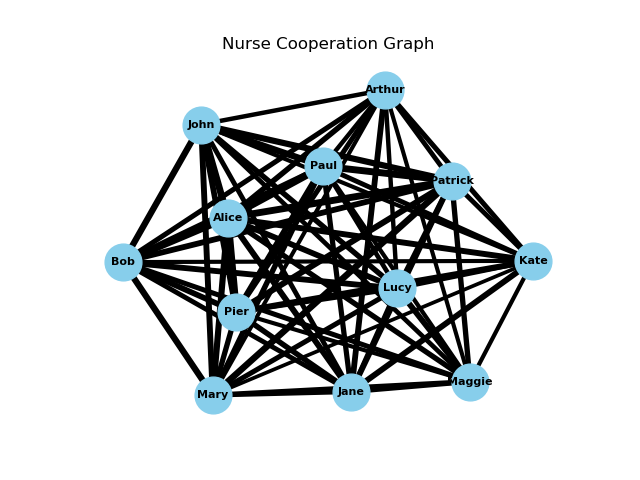 Nurse Cooperation Graph
Arthur
John
Paul
Patrick
Alice
Bob
Kate
Lucy
Pier
Maggie
Jane
Mary